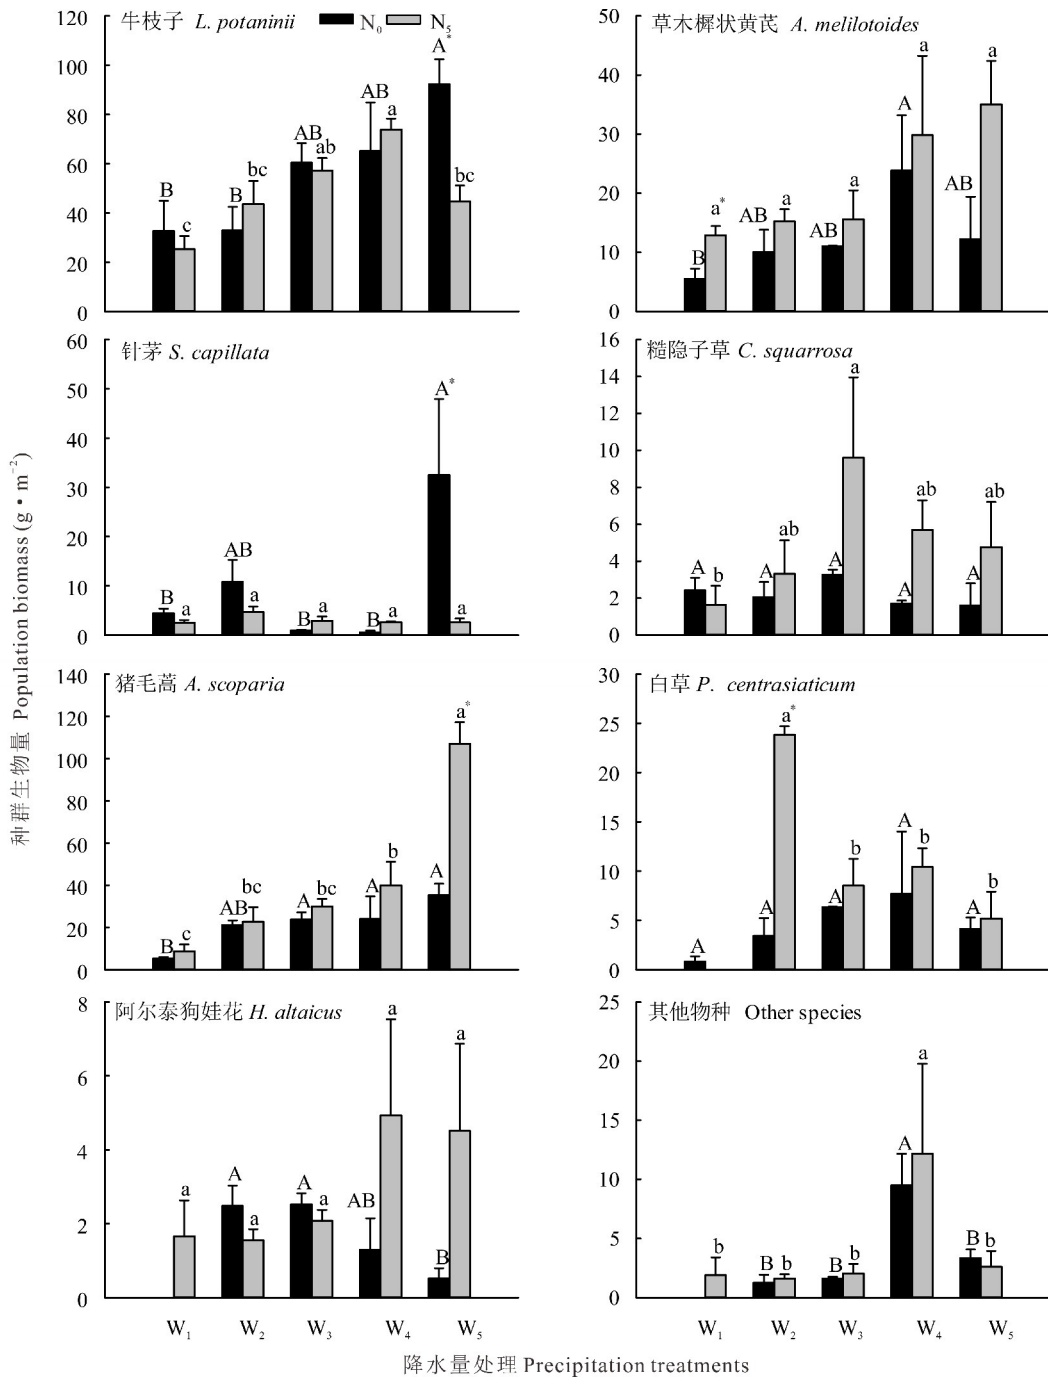 牛枝子 L. potaninii N₀ N₅
120
100
80
60
40
20
0
B c B bc AB ab AB a A* bc
草木樨状黄芪 A. melilotoides
50
40
30
20
10
0
B a* AB a AB a A a AB a
针茅 S. capillata
60
50
40
30
20
10
0
B a AB a B a B a A* a
糙隐子草 C. squarrosa
16
14
12
10
8
6
4
2
0
A b A ab A a A ab A ab
猪毛蒿 A. scoparia
140
120
100
80
60
40
20
0
B c AB bc A bc A b A a*
白草 P. centrasiaticum
30
25
20
15
10
5
0
A A a* A b A b A b
阿尔泰狗娃花 H. altaicus
8
6
4
2
0
a A a A a AB a B a
其他物种 Other species
25
20
15
10
5
0
b B b B b A a B b
W₁ W₂ W₃ W₄ W₅
W₁ W₂ W₃ W₄ W₅
种群生物量 Population biomass (g·m⁻²)
降水量处理 Precipitation treatments